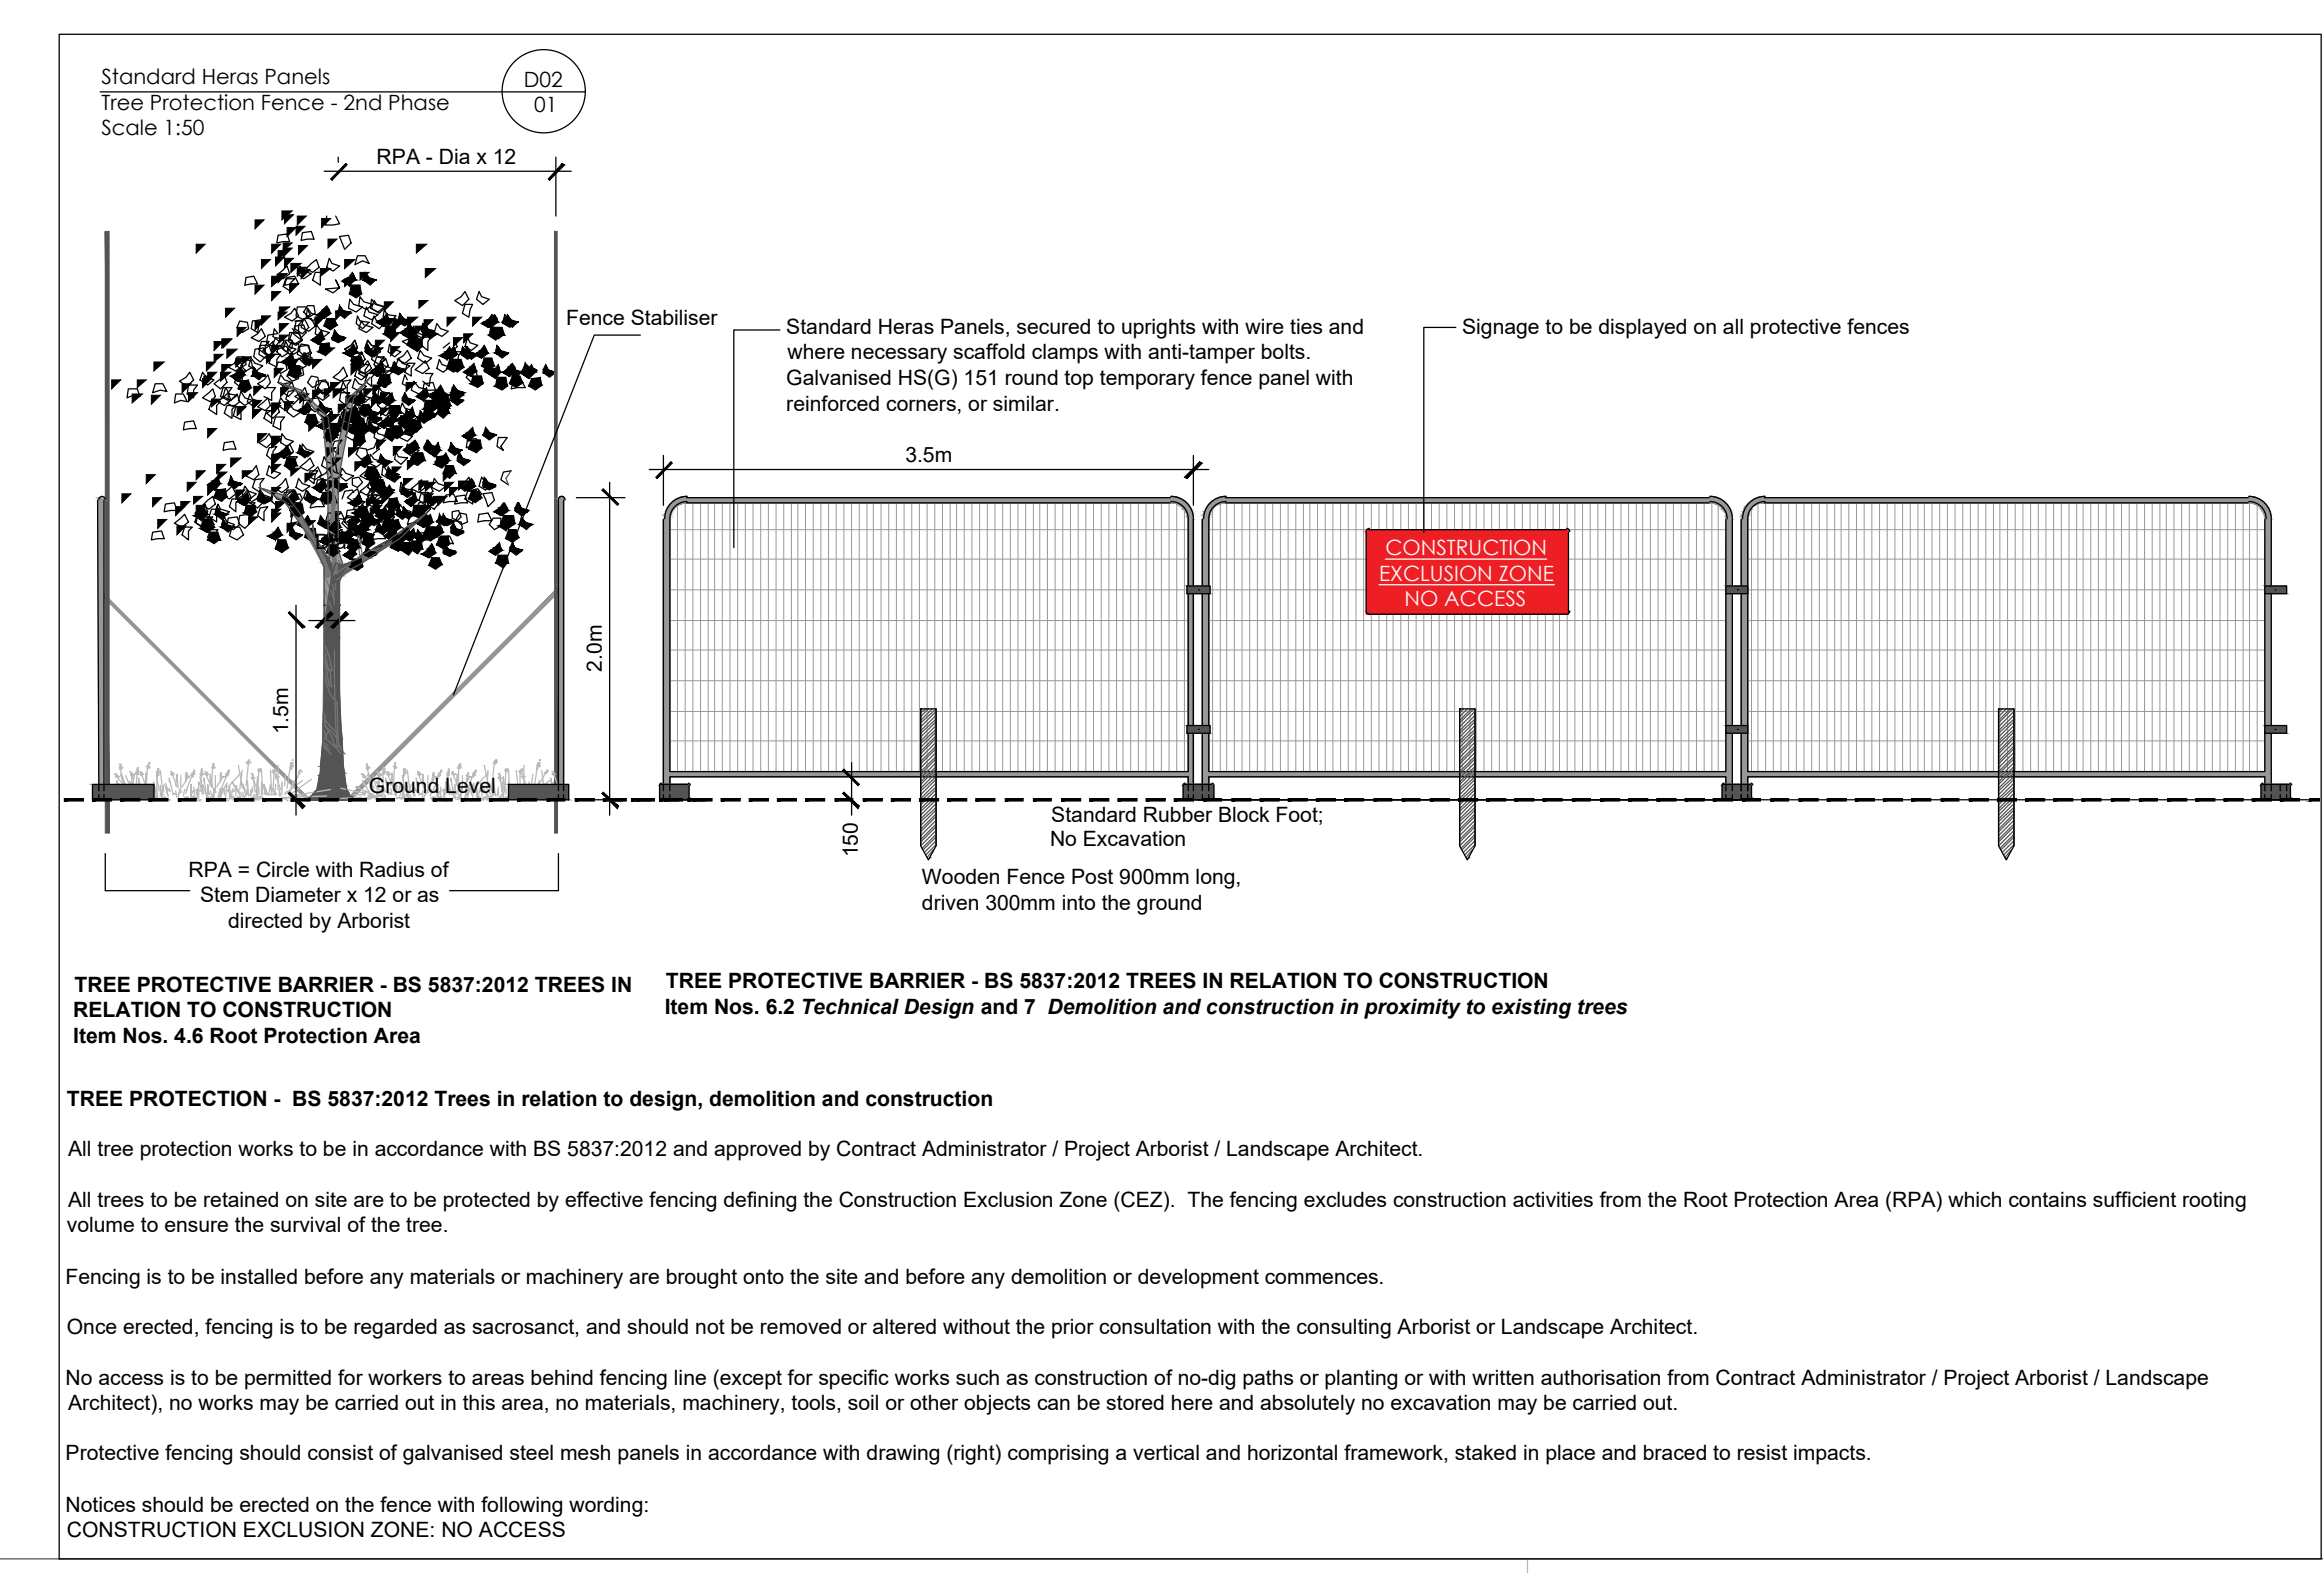 Standard Heras Panels
Tree Protection Fence - 2nd Phase
Scale 1:50
D02
01
RPA - Dia x 12
Fence Stabiliser
Standard Heras Panels, secured to uprights with wire ties and
where necessary scaffold clamps with anti-tamper bolts.
Galvanised HS(G) 151 round top temporary fence panel with
reinforced corners, or similar.
Signage to be displayed on all protective fences
3.5m
CONSTRUCTION
EXCLUSION ZONE
NO ACCESS
2.0m
1.5m
Ground Level
150
Standard Rubber Block Foot;
No Excavation
Wooden Fence Post 900mm long,
driven 300mm into the ground
RPA = Circle with Radius of
Stem Diameter x 12 or as
directed by Arborist
TREE PROTECTIVE BARRIER - BS 5837:2012 TREES IN
RELATION TO CONSTRUCTION
Item Nos. 4.6 Root Protection Area
TREE PROTECTIVE BARRIER - BS 5837:2012 TREES IN RELATION TO CONSTRUCTION
Item Nos. 6.2 Technical Design and 7 Demolition and construction in proximity to existing trees
TREE PROTECTION - BS 5837:2012 Trees in relation to design, demolition and construction
All tree protection works to be in accordance with BS 5837:2012 and approved by Contract Administrator / Project Arborist / Landscape Architect.
All trees to be retained on site are to be protected by effective fencing defining the Construction Exclusion Zone (CEZ). The fencing excludes construction activities from the Root Protection Area (RPA) which contains sufficient rooting
volume to ensure the survival of the tree.
Fencing is to be installed before any materials or machinery are brought onto the site and before any demolition or development commences.
Once erected, fencing is to be regarded as sacrosanct, and should not be removed or altered without the prior consultation with the consulting Arborist or Landscape Architect.
No access is to be permitted for workers to areas behind fencing line (except for specific works such as construction of no-dig paths or planting or with written authorisation from Contract Administrator / Project Arborist / Landscape
Architect), no works may be carried out in this area, no materials, machinery, tools, soil or other objects can be stored here and absolutely no excavation may be carried out.
Protective fencing should consist of galvanised steel mesh panels in accordance with drawing (right) comprising a vertical and horizontal framework, staked in place and braced to resist impacts.
Notices should be erected on the fence with following wording:
CONSTRUCTION EXCLUSION ZONE: NO ACCESS